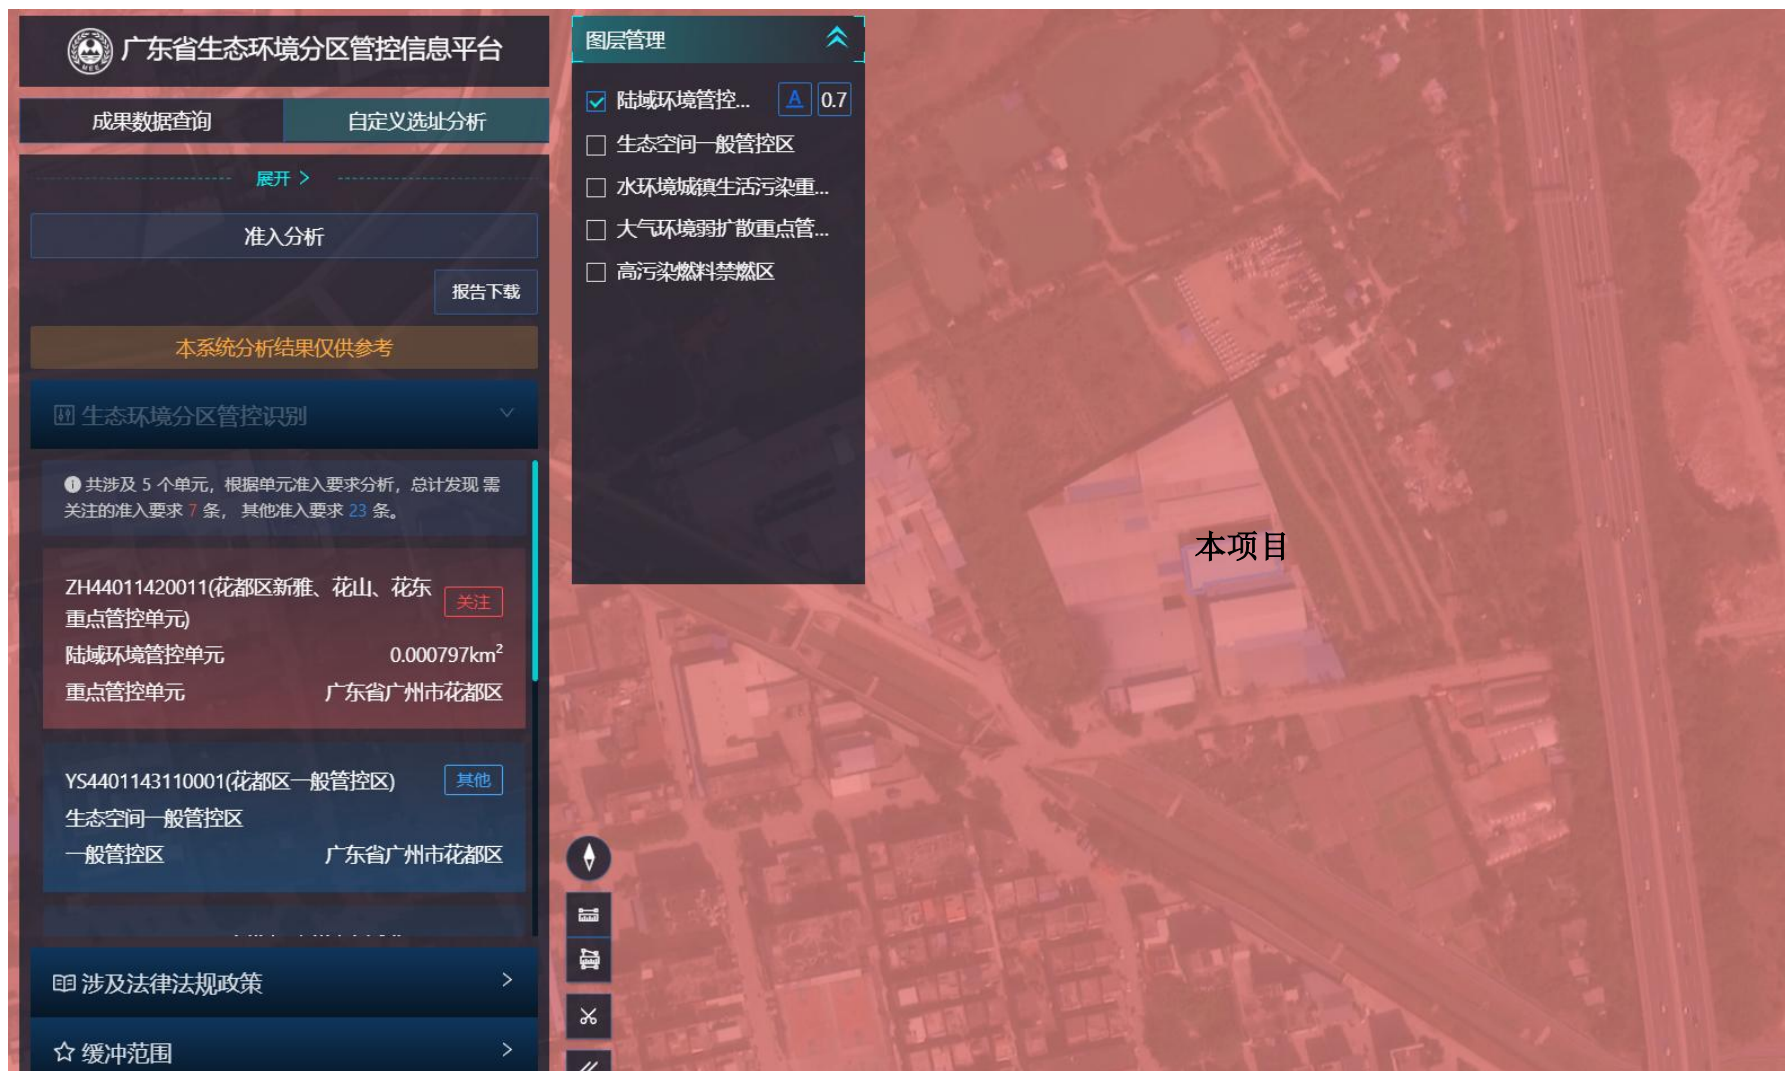 广东省生态环境分区管控信息平台
成果数据查询
自定义选址分析
展开 >
准入分析
报告下载
本系统分析结果仅供参考
生态环境分区管控识别
共涉及 5 个单元，根据单元准入要求分析，总计发现 需
关注的准入要求 7 条， 其他准入要求 23 条。
ZH44011420011(花都区新雅、花山、花东
重点管控单元)
关注
陆域环境管控单元 0.000797km²
重点管控单元 广东省广州市花都区
YS4401143110001(花都区一般管控区)
其他
生态空间一般管控区
一般管控区 广东省广州市花都区
涉及法律法规政策
缓冲范围
图层管理
陆域环境管控... A 0.7
生态空间一般管控区
水环境城镇生活污染重...
大气环境弱扩散重点管...
高污染燃料禁燃区
本项目